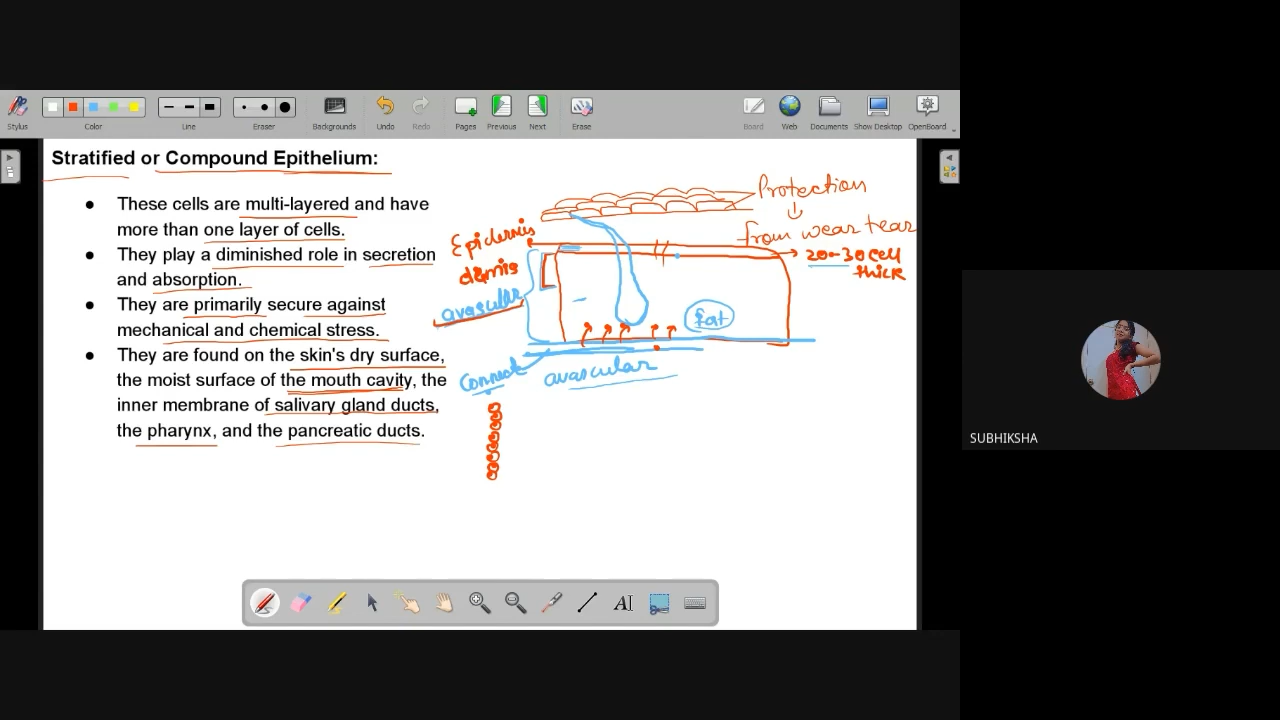 Stylus
Color
Line
Eraser
Backgrounds
Undo
Redo
Pages
Previous
Next
Erase
Board
Web
Documents
Show Desktop
OpenBoard
Stratified or Compound Epithelium:
● These cells are multi-layered and have
more than one layer of cells.
● They play a diminished role in secretion
and absorption.
● They are primarily secure against
mechanical and chemical stress.
● They are found on the skin's dry surface,
the moist surface of the mouth cavity, the
inner membrane of salivary gland ducts,
the pharynx, and the pancreatic ducts.
Protection
from wear tear
20-30 cell
thick
Epidermis
avascular
fat
Connect
avascular
AI
SUBHIKSHA